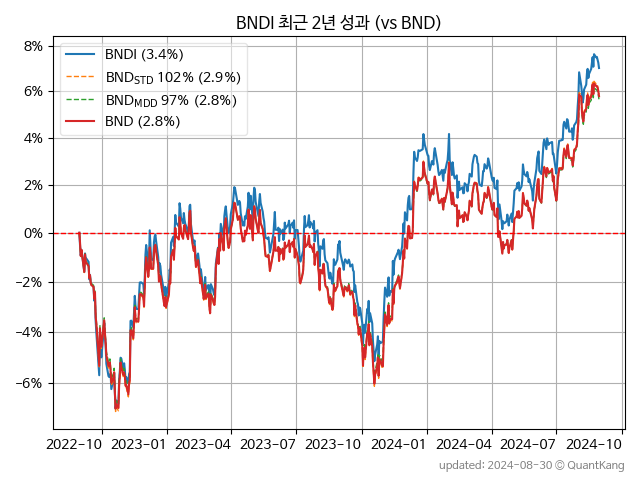 BNDI 최근 2년 성과 (vs BND)
BNDI (3.4%)
BND_STD 102% (2.9%)
BND_MDD 97% (2.8%)
BND (2.8%)
8%
6%
4%
2%
0%
−2%
−4%
−6%
2022-10 2023-01 2023-04 2023-07 2023-10 2024-01 2024-04 2024-07 2024-10
updated: 2024-08-30 © QuantKang